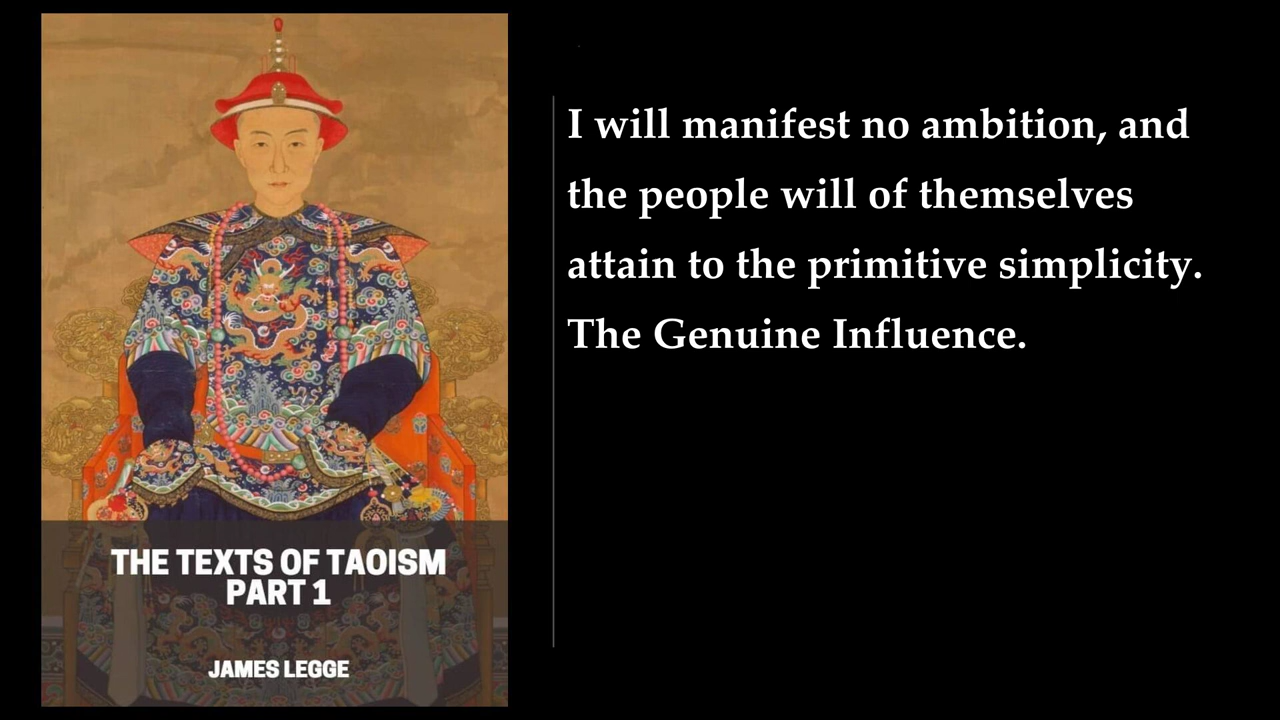 THE TEXTS OF TAOISM
PART 1
JAMES LEGGE
I will manifest no ambition, and
the people will of themselves
attain to the primitive simplicity.
The Genuine Influence.